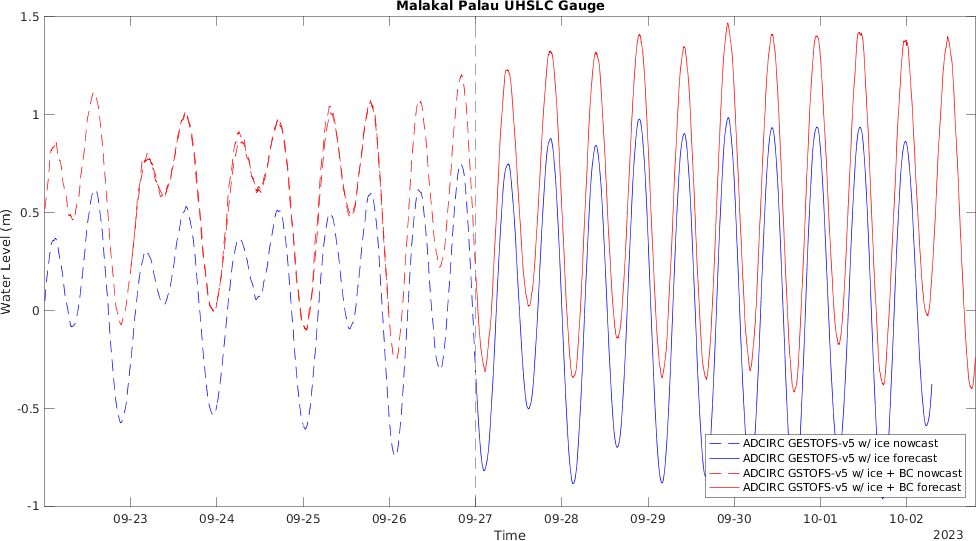 Malakal Palau UHSLC Gauge
1.5
1
0.5
0
-0.5
-1
Water Level (m)
ADCIRC GESTOFS-v5 w/ ice nowcast
ADCIRC GESTOFS-v5 w/ ice forecast
ADCIRC GSTOFS-v5 w/ ice + BC nowcast
ADCIRC GSTOFS-v5 w/ ice + BC forecast
09-23 09-24 09-25 09-26 09-27 09-28 09-29 09-30 10-01 10-02
Time
2023